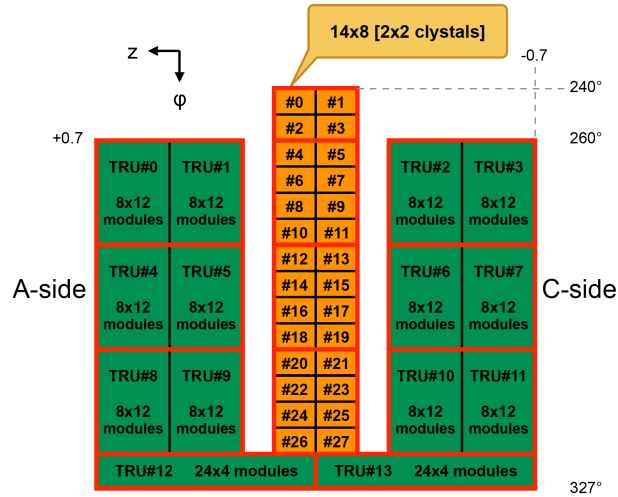 14x8 [2x2 clystals]
z
φ
-0.7
240°
+0.7
260°
#0 #1
#2 #3
#4 #5
#6 #7
#8 #9
#10 #11
#12 #13
#14 #15
#16 #17
#18 #19
#20 #21
#22 #23
#24 #25
#26 #27
TRU#0 TRU#1
8x12 8x12
modules modules
TRU#2 TRU#3
8x12 8x12
modules modules
A-side
TRU#4 TRU#5
8x12 8x12
modules modules
TRU#6 TRU#7
8x12 8x12
modules modules
C-side
TRU#8 TRU#9
8x12 8x12
modules modules
TRU#10 TRU#11
8x12 8x12
modules modules
TRU#12 24x4 modules
TRU#13 24x4 modules
327°